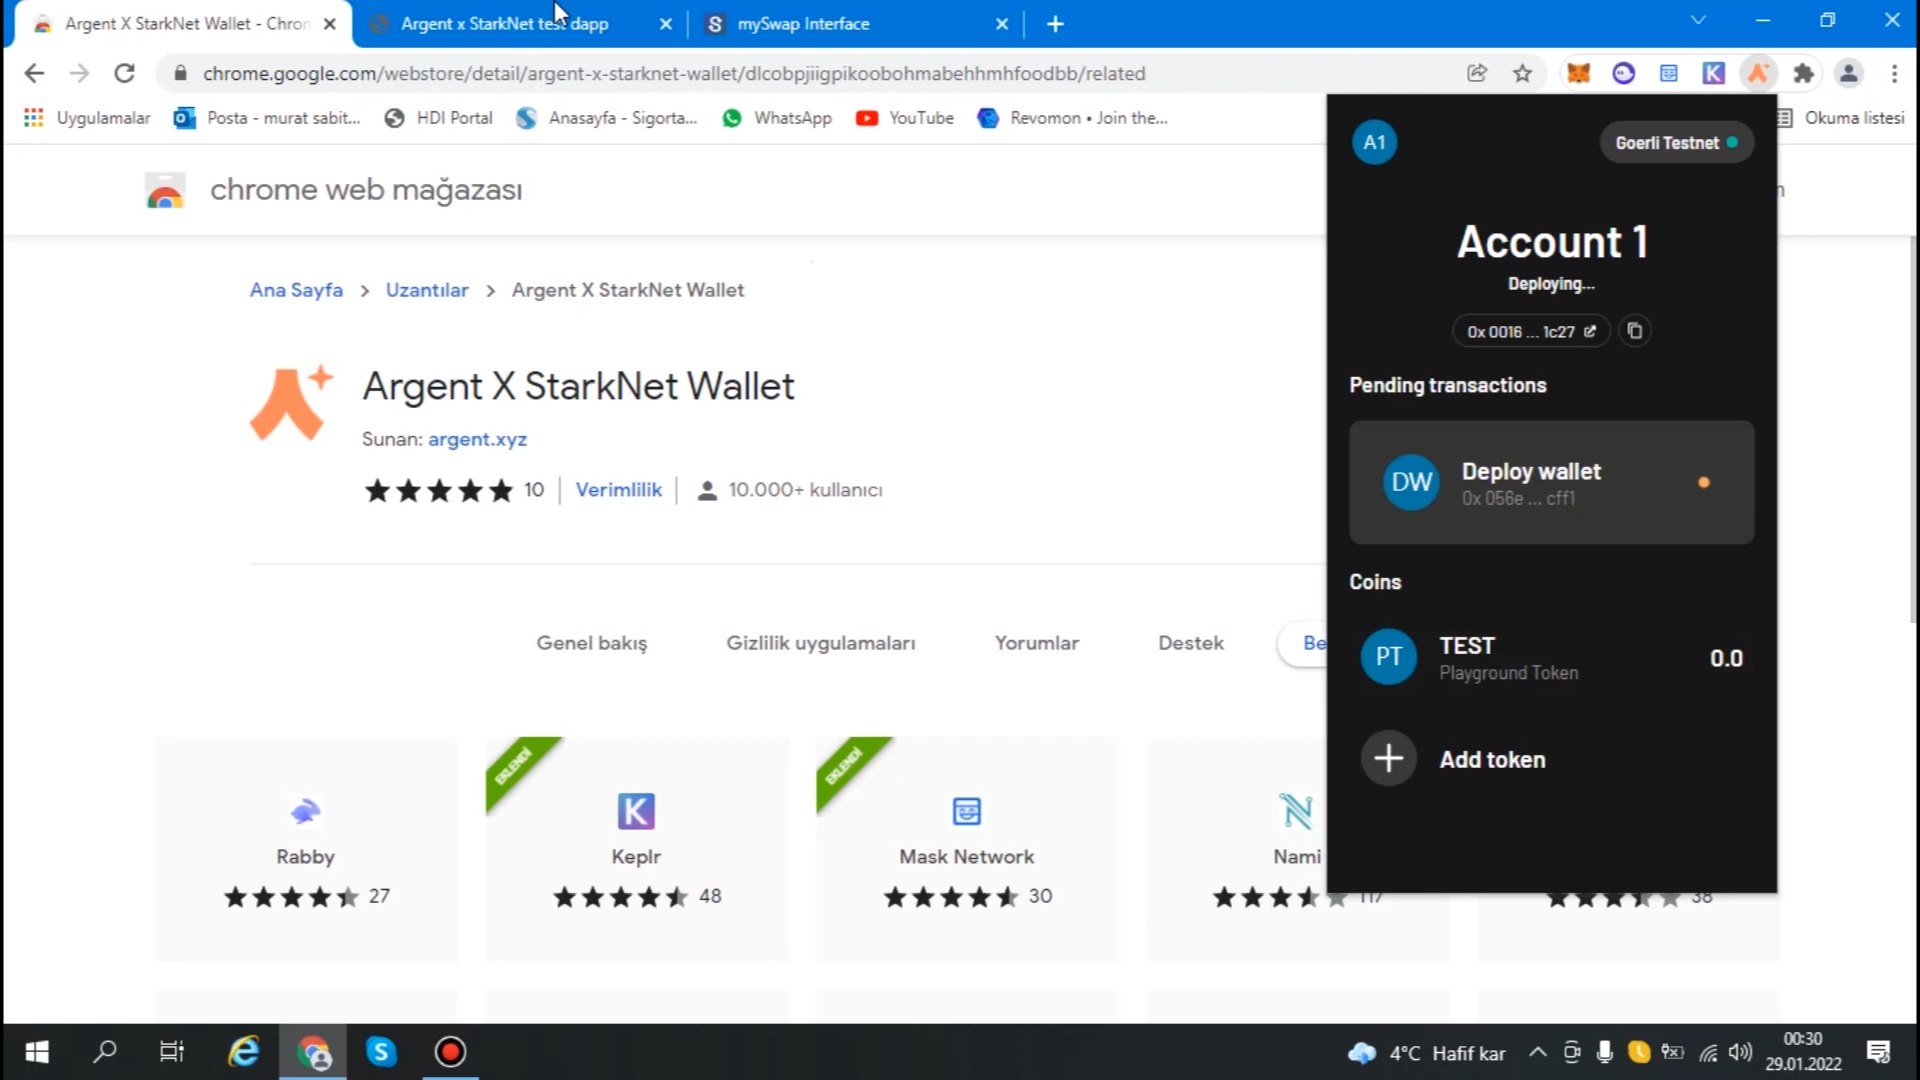 Argent X StarkNet Wallet - Chron
Argent x StarkNet test dapp
mySwap Interface
chrome.google.com/webstore/detail/argent-x-starknet-wallet/dlcobpjiigpikoobohmabehhmhfoodbb/related
Uygulamalar
Posta - murat sabit...
HDI Portal
Anasayfa - Sigorta...
WhatsApp
YouTube
Revomon • Join the...
Okuma listesi
chrome web mağazası
Ana Sayfa > Uzantılar > Argent X StarkNet Wallet
Argent X StarkNet Wallet
Sunan: argent.xyz
10
Verimlilik
10.000+ kullanıcı
Genel bakış
Gizlilik uygulamaları
Yorumlar
Destek
Be
EKLENDİ
EKLENDİ
Rabby
27
K
Keplr
48
Mask Network
30
Nami
117
38
A1
Goerli Testnet
Account 1
Deploying...
0x 0016 ... 1c27
Pending transactions
DW
Deploy wallet
0x 056e ... cff1
Coins
PT
TEST
Playground Token
0.0
Add token
4°C Hafif kar
00:30
29.01.2022